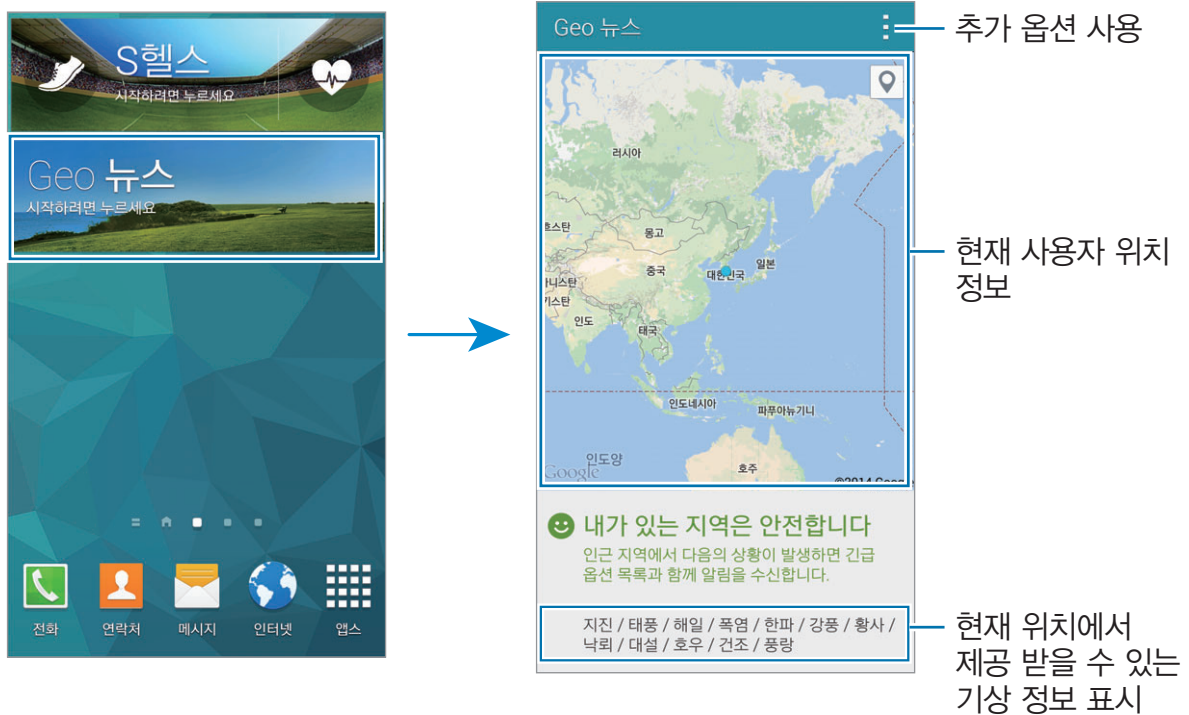 S헬스
시작하려면 누르세요
Geo 뉴스
시작하려면 누르세요
전화
연락처
메시지
인터넷
앱스
Geo 뉴스
러시아
흐스탄
몽고
중국
대한민국
일본
기스탄
인도
태국
인도네시아
파푸아뉴기니
인도양
호주
Google
©2014 Google
내가 있는 지역은 안전합니다
인근 지역에서 다음의 상황이 발생하면 긴급
옵션 목록과 함께 알림을 수신합니다.
지진 / 태풍 / 해일 / 폭염 / 한파 / 강풍 / 황사 /
낙뢰 / 대설 / 호우 / 건조 / 풍랑
추가 옵션 사용
현재 사용자 위치
정보
현재 위치에서
제공 받을 수 있는
기상 정보 표시